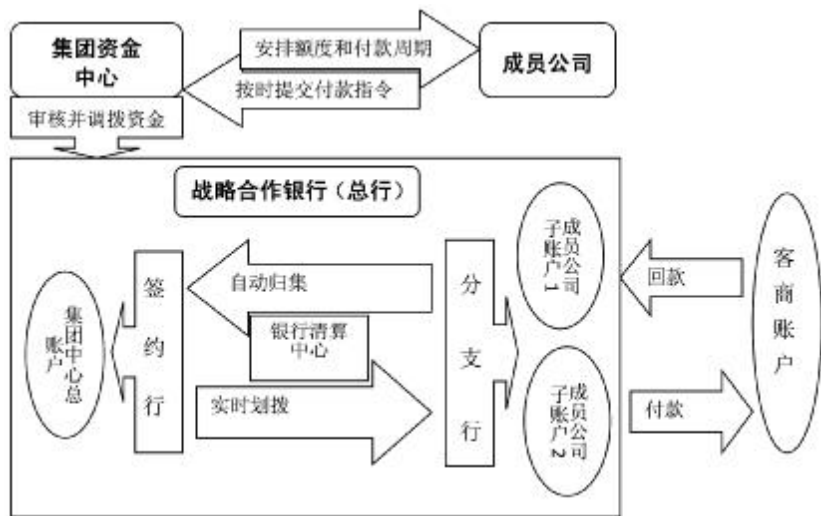 集团资金
中心
安排额度和付款周期
按时提交付款指令
成员公司
审核并调拨资金
战略合作银行（总行）
集团中心总
账户
签约行
自动归集
银行清算
中心
实时划拨
分支行
成员公司
子账户1
成员公司
子账户2
回款
付款
客商账户